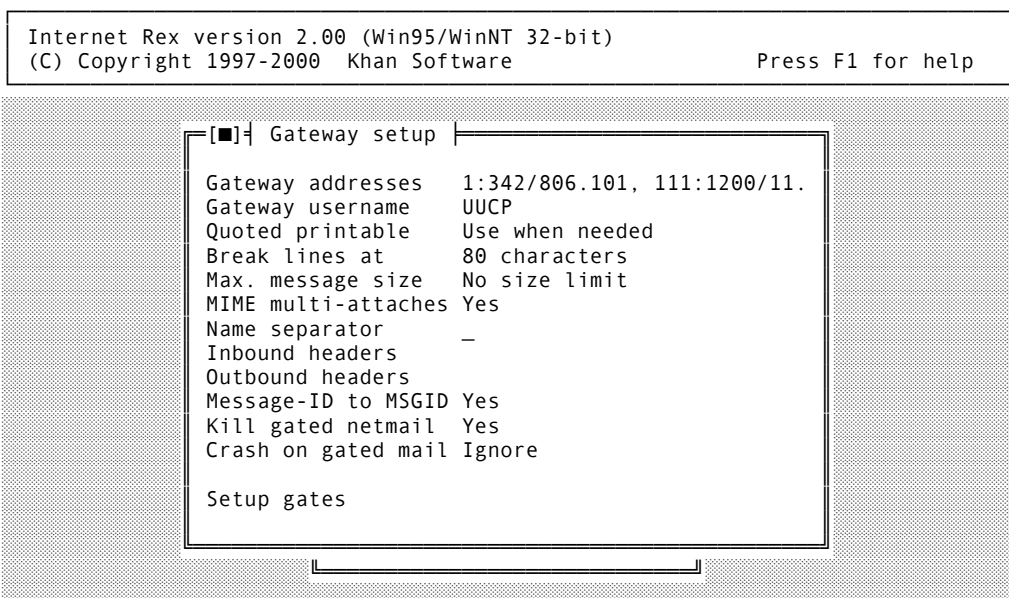 Internet Rex version 2.00 (Win95/WinNT 32-bit)
(C) Copyright 1997-2000 Khan Software Press F1 for help
[■] Gateway setup
Gateway addresses 1:342/806.101, 111:1200/11.
Gateway username UUCP
Quoted printable Use when needed
Break lines at 80 characters
Max. message size No size limit
MIME multi-attaches Yes
Name separator _
Inbound headers
Outbound headers
Message-ID to MSGID Yes
Kill gated netmail Yes
Crash on gated mail Ignore
Setup gates